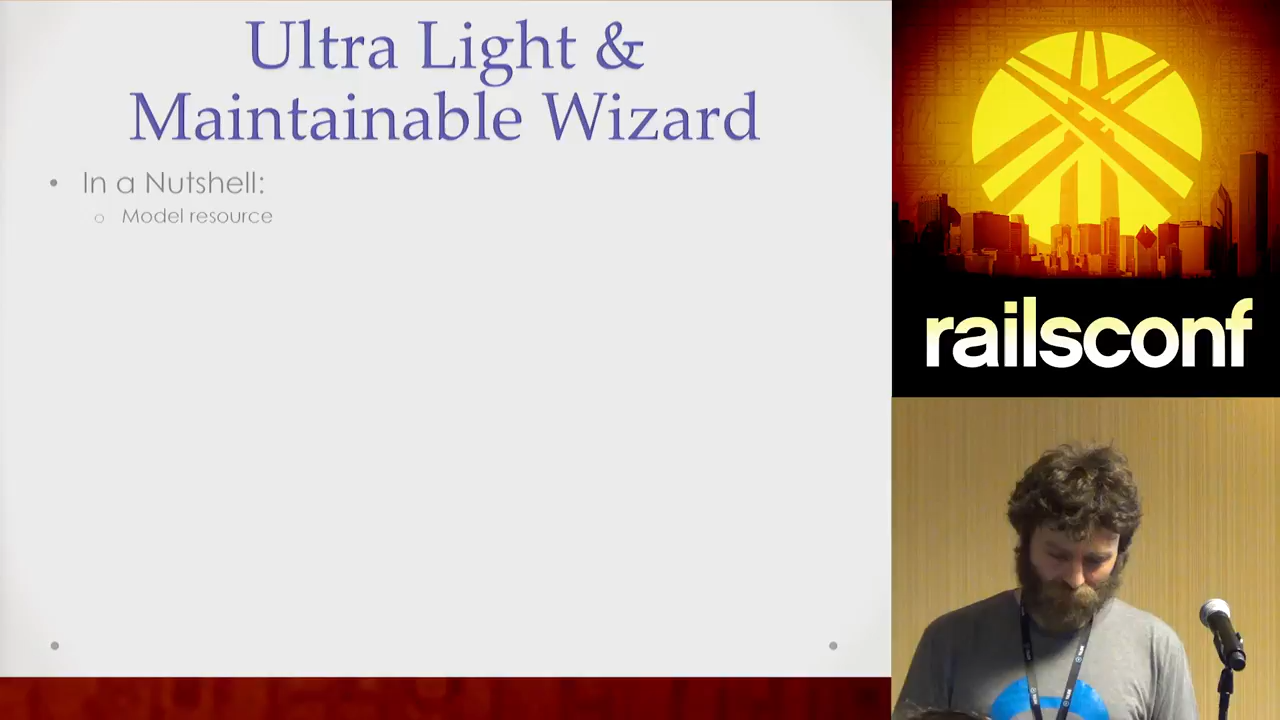 Ultra Light &
Maintainable Wizard
• In a Nutshell:
o Model resource
railsconf